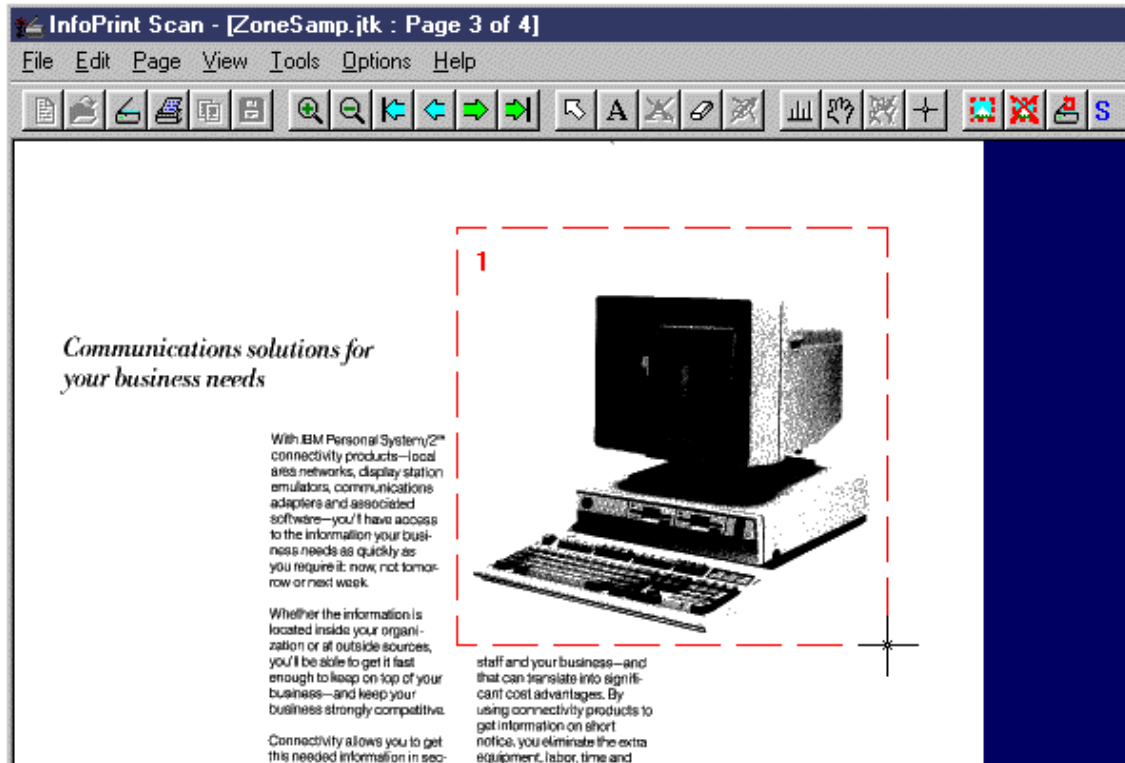 InfoPrint Scan - [ZoneSamp.jtk : Page 3 of 4]
File Edit Page View Tools Options Help
A S
1
Communications solutions for
your business needs
With IBM Personal System/2™
connectivity products—local
area networks, display station
emulators, communications
adapters and associated
software—you'll have access
to the information your busi-
ness needs as quickly as
you require it: now, not tomor-
row or next week.
Whether the information is
located inside your organi-
zation or at outside sources,
you'll be able to get it fast
enough to keep on top of your
business—and keep your
business strongly competitive.
Connectivity allows you to get
this needed information in sec-
staff and your business—and
that can translate into signifi-
cant cost advantages. By
using connectivity products to
get information on short
notice, you eliminate the extra
equipment, labor, time and